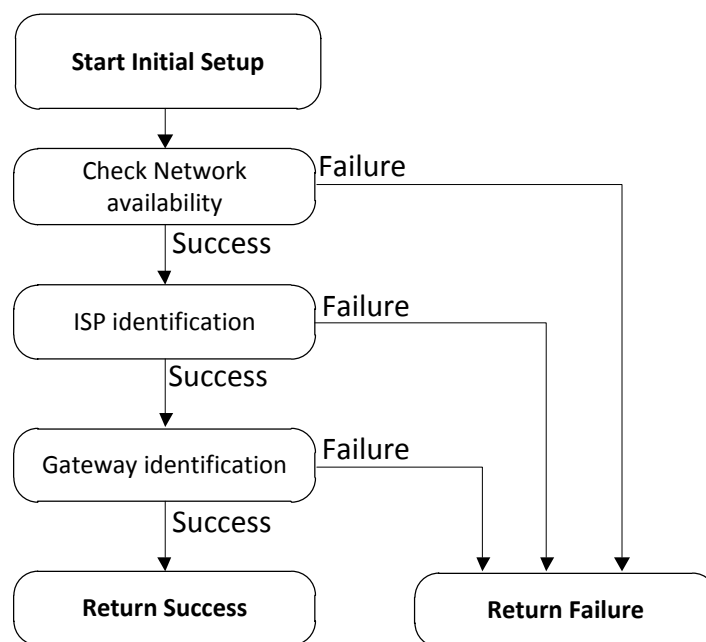 Start Initial Setup
Check Network
availability
Failure
Success
ISP identification
Failure
Success
Gateway identification
Failure
Success
Return Success
Return Failure